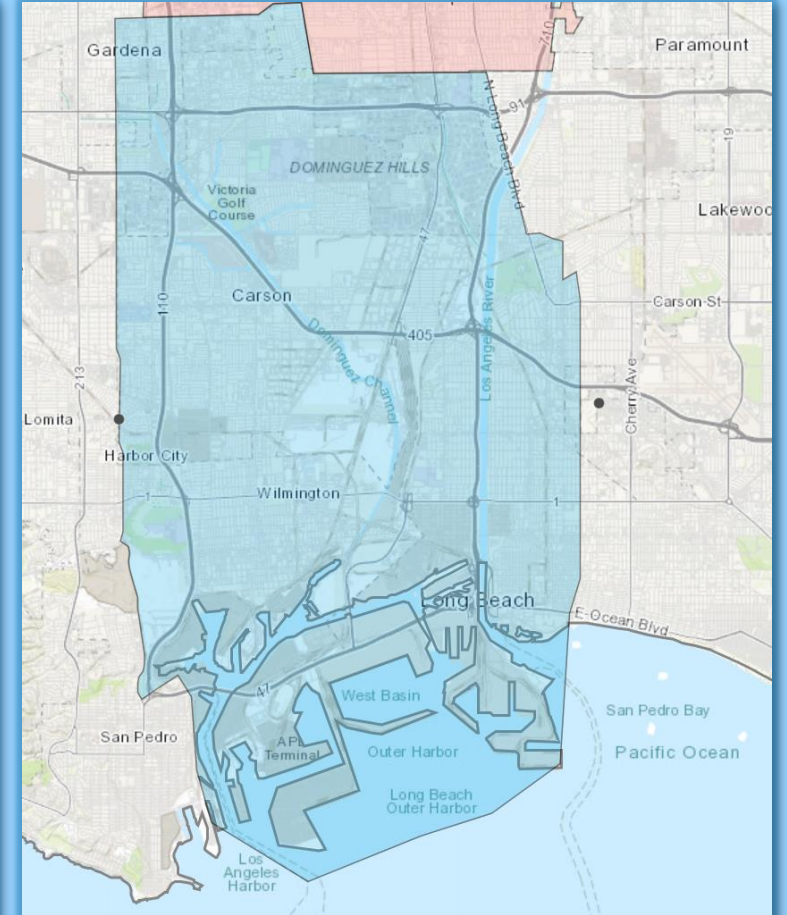 710
Gardena
Paramount
91
N Long Beach Blvd
19
DOMINGUEZ HILLS
Victoria
Golf
Course
Lakewoo
47
Carson
110
Carson St
405
Los Angeles River
Dominguez Channel
213
Cherry Ave
Lomita
Harbor City
1
Wilmington
1
Long Beach
E Ocean Blvd
47
West Basin
San Pedro Bay
San Pedro
AP
Terminal
Outer Harbor
Pacific Ocean
Long Beach
Outer Harbor
Los
Angeles
Harbor